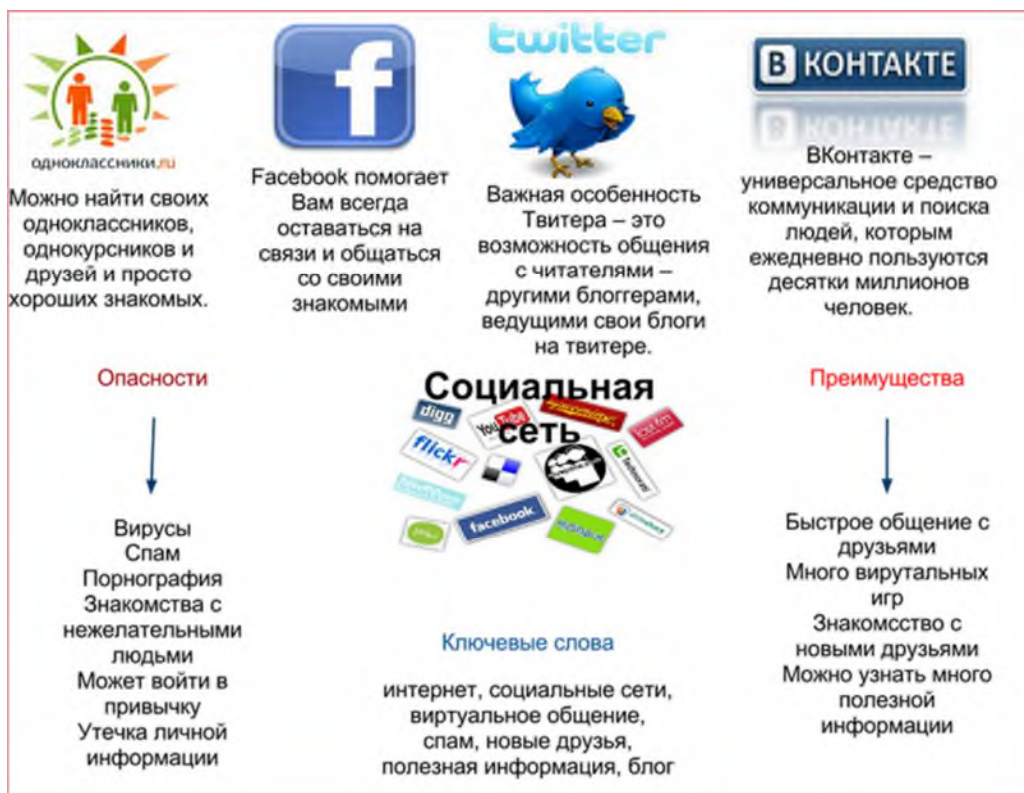 одноклассники.ru
Можно найти своих
одноклассников,
однокурсников и
друзей и просто
хороших знакомых.
f
Facebook помогает
Вам всегда
оставаться на
связи и общаться
со своими
знакомыми
twitter
Важная особенность
Твитера – это
возможность общения
с читателями –
другими блоггерами,
ведущими свои блоги
на твитере.
В КОНТАКТЕ
ВКонтакте –
универсальное средство
коммуникации и поиска
людей, которым
ежедневно пользуются
десятки миллионов
человек.
Опасности
Вирусы
Спам
Порнография
Знакомства с
нежелательными
людьми
Может войти в
привычку
Утечка личной
информации
Социальная
сеть
digg
YouTube
flickr
facebook
Ключевые слова
интернет, социальные сети,
виртуальное общение,
спам, новые друзья,
полезная информация, блог
Преимущества
Быстрое общение с
друзьями
Много вирутальных
игр
Знакомсство с
новыми друзьями
Можно узнать много
полезной
информации